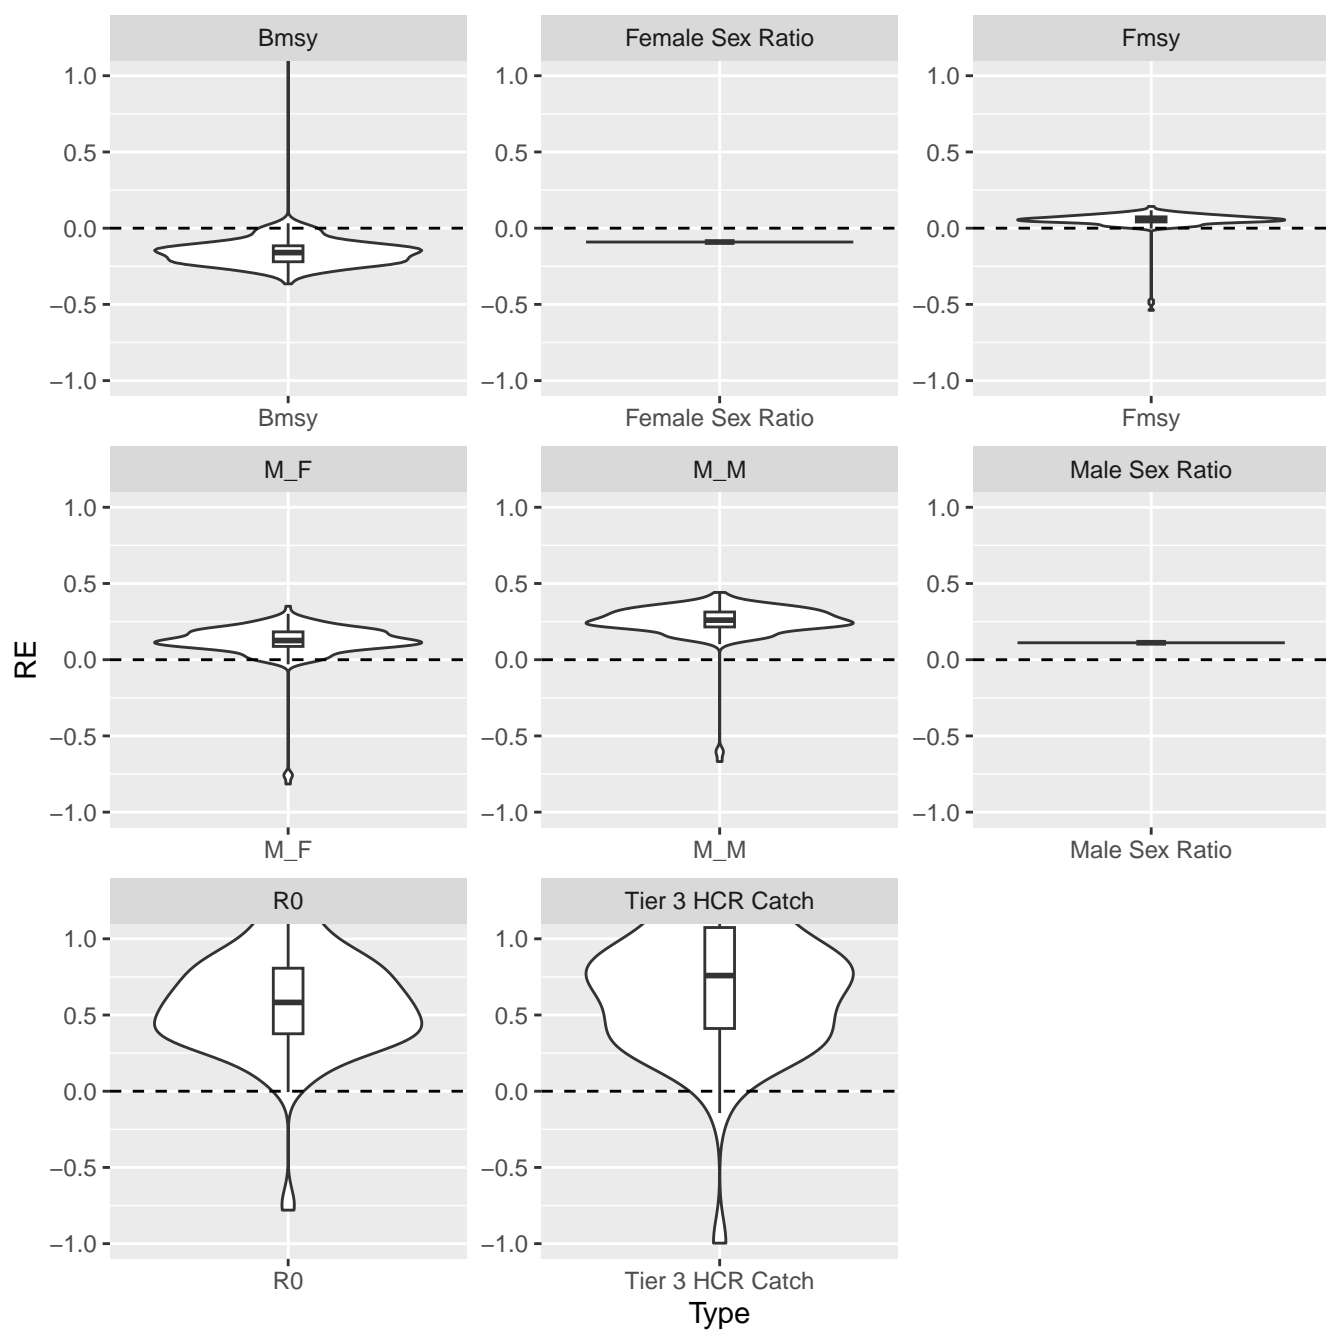 Bmsy Female Sex Ratio Fmsy
1.0 1.0 1.0
0.5 0.5 0.5
0.0 0.0 0.0
−0.5 −0.5 −0.5
−1.0 −1.0 −1.0
Bmsy Female Sex Ratio Fmsy
M_F M_M Male Sex Ratio
1.0 1.0 1.0
0.5 0.5 0.5
RE
0.0 0.0 0.0
−0.5 −0.5 −0.5
−1.0 −1.0 −1.0
M_F M_M Male Sex Ratio
R0 Tier 3 HCR Catch
1.0 1.0
0.5 0.5
0.0 0.0
−0.5 −0.5
−1.0 −1.0
R0 Tier 3 HCR Catch
Type